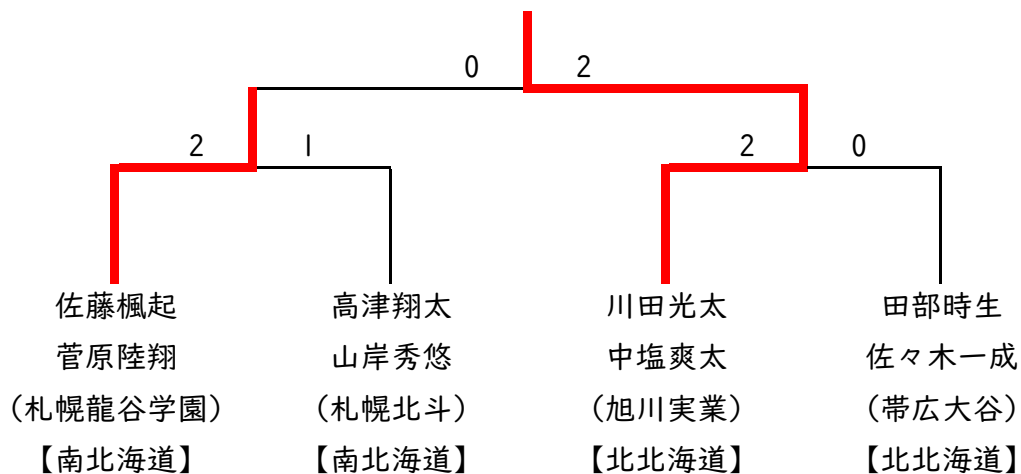 0 2
2 1 2 0
佐藤楓起 高津翔太 川田光太 田部時生
菅原陸翔 山岸秀悠 中塩爽太 佐々木一成
（札幌龍谷学園） （札幌北斗） （旭川実業） （帯広大谷）
【南北海道】 【南北海道】 【北北海道】 【北北海道】